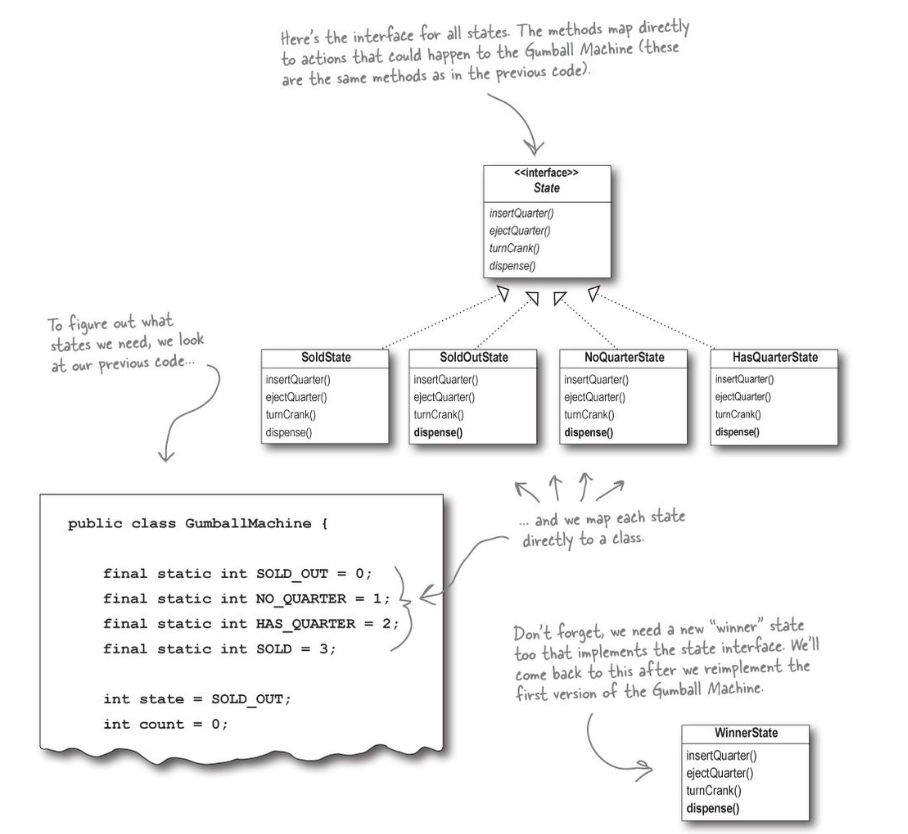 Here's the interface for all states. The methods map directly
to actions that could happen to the Gumball Machine (these
are the same methods as in the previous code).
<<interface>>
State
insertQuarter()
ejectQuarter()
turnCrank()
dispense()
To figure out what
states we need, we look
at our previous code...
SoldState
insertQuarter()
ejectQuarter()
turnCrank()
dispense()
SoldOutState
insertQuarter()
ejectQuarter()
turnCrank()
dispense()
NoQuarterState
insertQuarter()
ejectQuarter()
turnCrank()
dispense()
HasQuarterState
insertQuarter()
ejectQuarter()
turnCrank()
dispense()
... and we map each state
directly to a class.
public class GumballMachine {
final static int SOLD_OUT = 0;
final static int NO_QUARTER = 1;
final static int HAS_QUARTER = 2;
final static int SOLD = 3;
int state = SOLD_OUT;
int count = 0;
Don't forget, we need a new "winner" state
too that implements the state interface. We'll
come back to this after we reimplement the
first version of the Gumball Machine.
WinnerState
insertQuarter()
ejectQuarter()
turnCrank()
dispense()